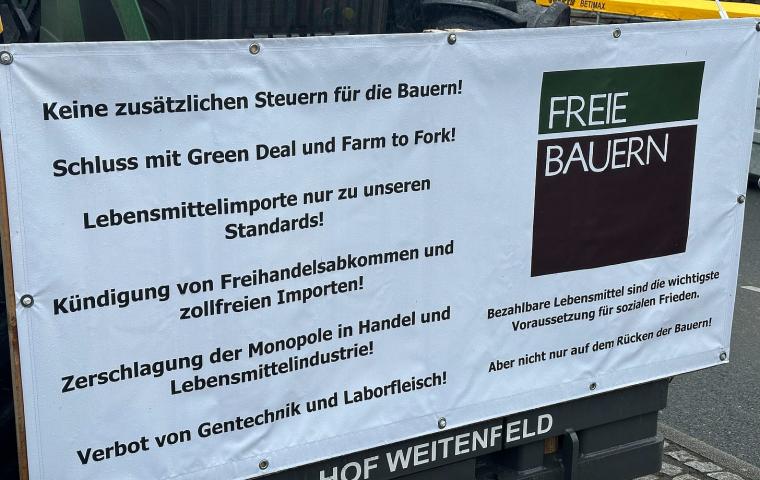 Keine zusätzlichen Steuern für die Bauern!
Schluss mit Green Deal und Farm to Fork!
Lebensmittelimporte nur zu unseren
Standards!
Kündigung von Freihandelsabkommen und
zollfreien Importen!
Zerschlagung der Monopole in Handel und
Lebensmittelindustrie!
Verbot von Gentechnik und Laborfleisch!
FREIE
BAUERN
Bezahlbare Lebensmittel sind die wichtigste
Voraussetzung für sozialen Frieden.
Aber nicht nur auf dem Rücken der Bauern!
HOF WEITENFELD
BETIMAX